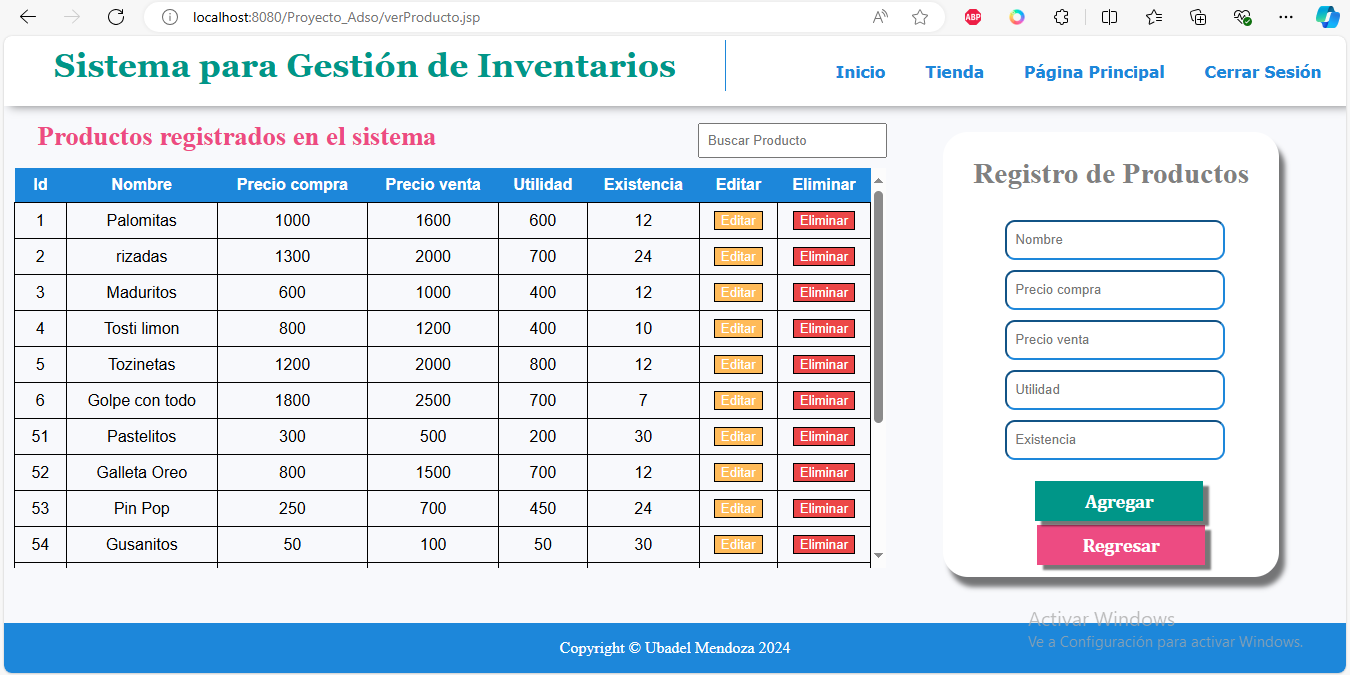 localhost:8080/Proyecto_Adso/verProducto.jsp
A
ABP
Sistema para Gestión de Inventarios
Inicio Tienda Página Principal Cerrar Sesión
Productos registrados en el sistema
Buscar Producto
Id Nombre Precio compra Precio venta Utilidad Existencia Editar Eliminar
1 Palomitas 1000 1600 600 12 Editar Eliminar
2 rizadas 1300 2000 700 24 Editar Eliminar
3 Maduritos 600 1000 400 12 Editar Eliminar
4 Tosti limon 800 1200 400 10 Editar Eliminar
5 Tozinetas 1200 2000 800 12 Editar Eliminar
6 Golpe con todo 1800 2500 700 7 Editar Eliminar
51 Pastelitos 300 500 200 30 Editar Eliminar
52 Galleta Oreo 800 1500 700 12 Editar Eliminar
53 Pin Pop 250 700 450 24 Editar Eliminar
54 Gusanitos 50 100 50 30 Editar Eliminar
Registro de Productos
Nombre
Precio compra
Precio venta
Utilidad
Existencia
Agregar
Regresar
Activar Windows
Ve a Configuración para activar Windows.
Copyright © Ubadel Mendoza 2024